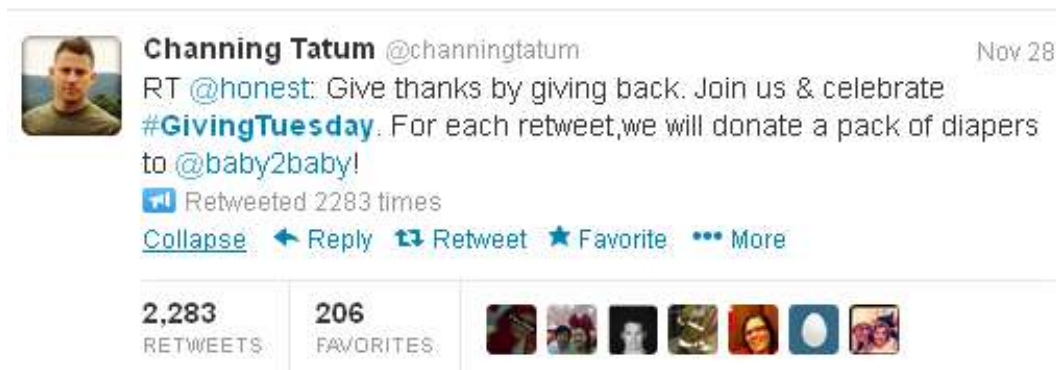 Channing Tatum @channingtatum Nov 28
RT @honest: Give thanks by giving back. Join us & celebrate
#GivingTuesday. For each retweet,we will donate a pack of diapers
to @baby2baby!
Retweeted 2283 times
Collapse Reply Retweet Favorite More
2,283 206
RETWEETS FAVORITES